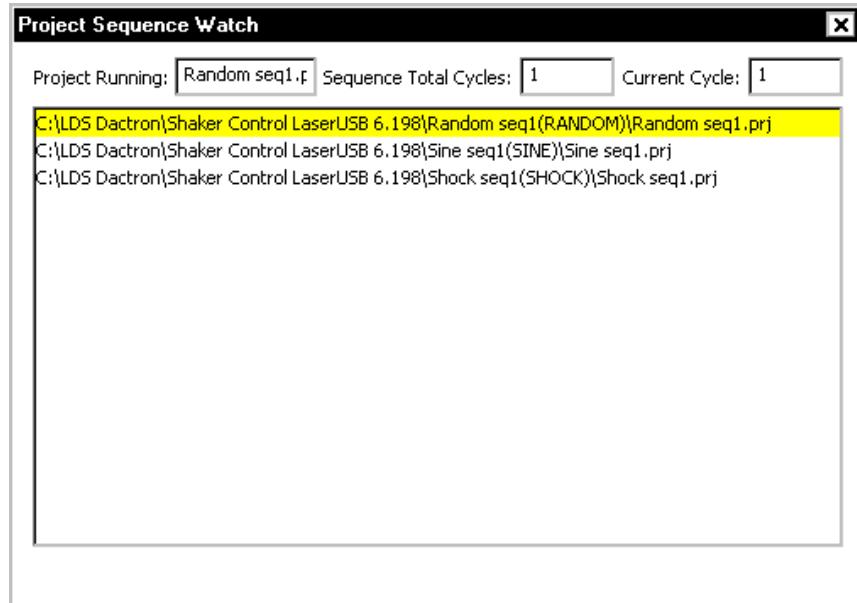 Project Sequence Watch
Project Running: Random seq1.p Sequence Total Cycles: 1 Current Cycle: 1
C:\LDS Dactron\Shaker Control LaserUSB 6.198\Random seq1(RANDOM)\Random seq1.prj
C:\LDS Dactron\Shaker Control LaserUSB 6.198\Sine seq1(SINE)\Sine seq1.prj
C:\LDS Dactron\Shaker Control LaserUSB 6.198\Shock seq1(SHOCK)\Shock seq1.prj